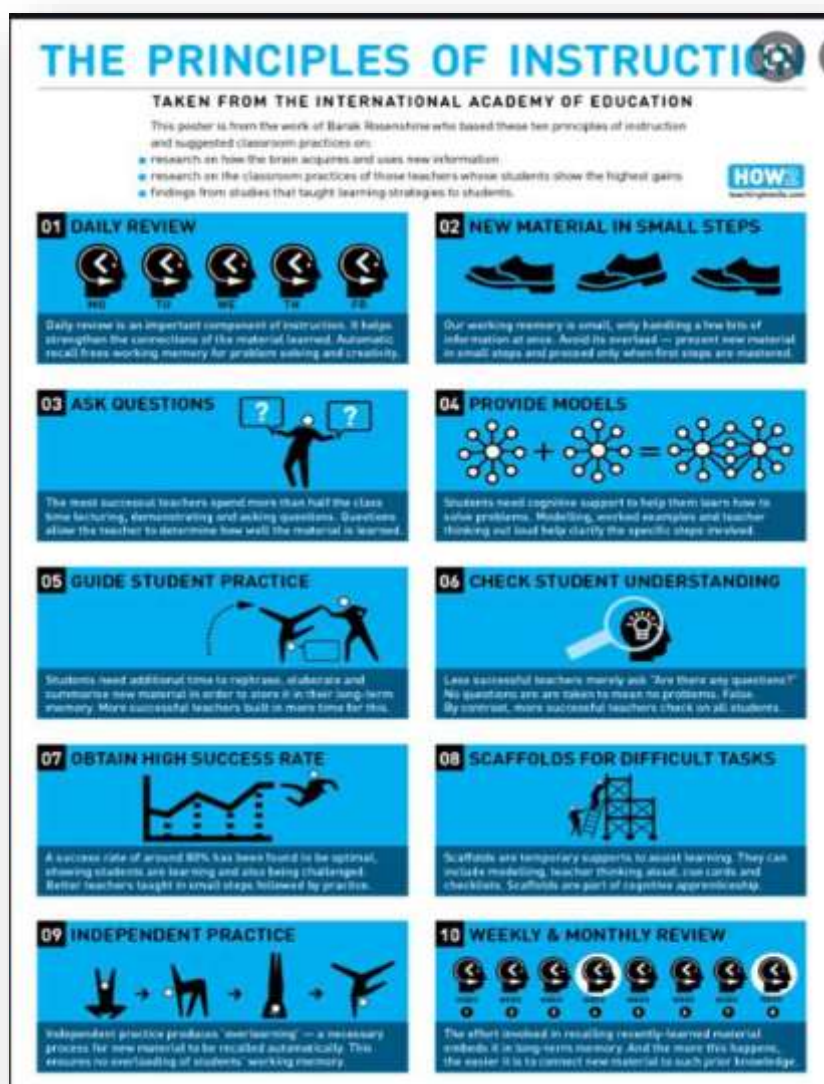 THE PRINCIPLES OF INSTRUCTION
TAKEN FROM THE INTERNATIONAL ACADEMY OF EDUCATION
This poster is from the work of Barak Rosenshine who based these ten principles of instruction
and suggested classroom practices on:
research on how the brain acquires and uses new information
research on the classroom practices of those teachers whose students show the highest gains
findings from studies that taught learning strategies to students.
HOW2
01 DAILY REVIEW
MO TU WE TH FR
Daily review is an important component of instruction. It helps
strengthen the connections of the material learned. Automatic
recall frees working memory for problem solving and creativity.
02 NEW MATERIAL IN SMALL STEPS
Our working memory is small, only handling a few bits of
information at once. Avoid its overload — present new material
in small steps and proceed only when first steps are mastered.
03 ASK QUESTIONS
? ?
The most successful teachers spend more than half the class
time lecturing, demonstrating and asking questions. Questions
allow the teacher to determine how well the material is learned.
04 PROVIDE MODELS
+ =
Students need cognitive support to help them learn how to
solve problems. Modelling, worked examples and teacher
thinking out loud help clarify the specific steps involved.
05 GUIDE STUDENT PRACTICE
Students need additional time to rephrase, elaborate and
summarise new material in order to store it in their long-term
memory. More successful teachers built in more time for this.
06 CHECK STUDENT UNDERSTANDING
Less successful teachers merely ask "Are there any questions?"
No questions are are taken to mean no problems. False.
By contrast, more successful teachers check on all students.
07 OBTAIN HIGH SUCCESS RATE
A success rate of around 80% has been found to be optimal,
showing students are learning and also being challenged.
Better teachers taught in small steps followed by practice.
08 SCAFFOLDS FOR DIFFICULT TASKS
Scaffolds are temporary supports to assist learning. They can
include modelling, teacher thinking aloud, cue cards and
checklists. Scaffolds are part of cognitive apprenticeship.
09 INDEPENDENT PRACTICE
Independent practice produces 'overlearning' — a necessary
process for new material to be recalled automatically. This
ensures no overloading of students' working memory.
10 WEEKLY & MONTHLY REVIEW
The effort involved in recalling recently-learned material
embeds it in long-term memory. And the more this happens,
the easier it is to connect new material to such prior knowledge.